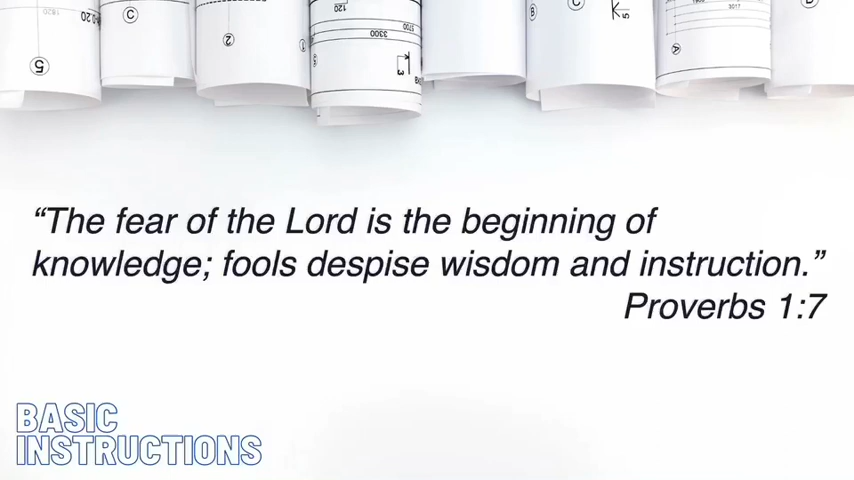 “The fear of the Lord is the beginning of
knowledge; fools despise wisdom and instruction.”
Proverbs 1:7
BASIC
INSTRUCTIONS